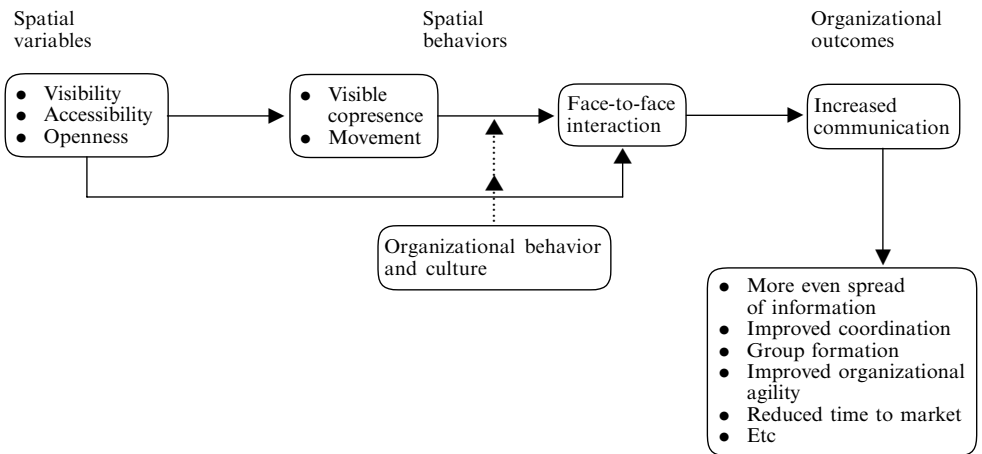 Spatial
variables
Spatial
behaviors
Organizational
outcomes
● Visibility
● Accessibility
● Openness
● Visible
copresence
● Movement
Face-to-face
interaction
Increased
communication
Organizational behavior
and culture
● More even spread
of information
● Improved coordination
● Group formation
● Improved organizational
agility
● Reduced time to market
● Etc